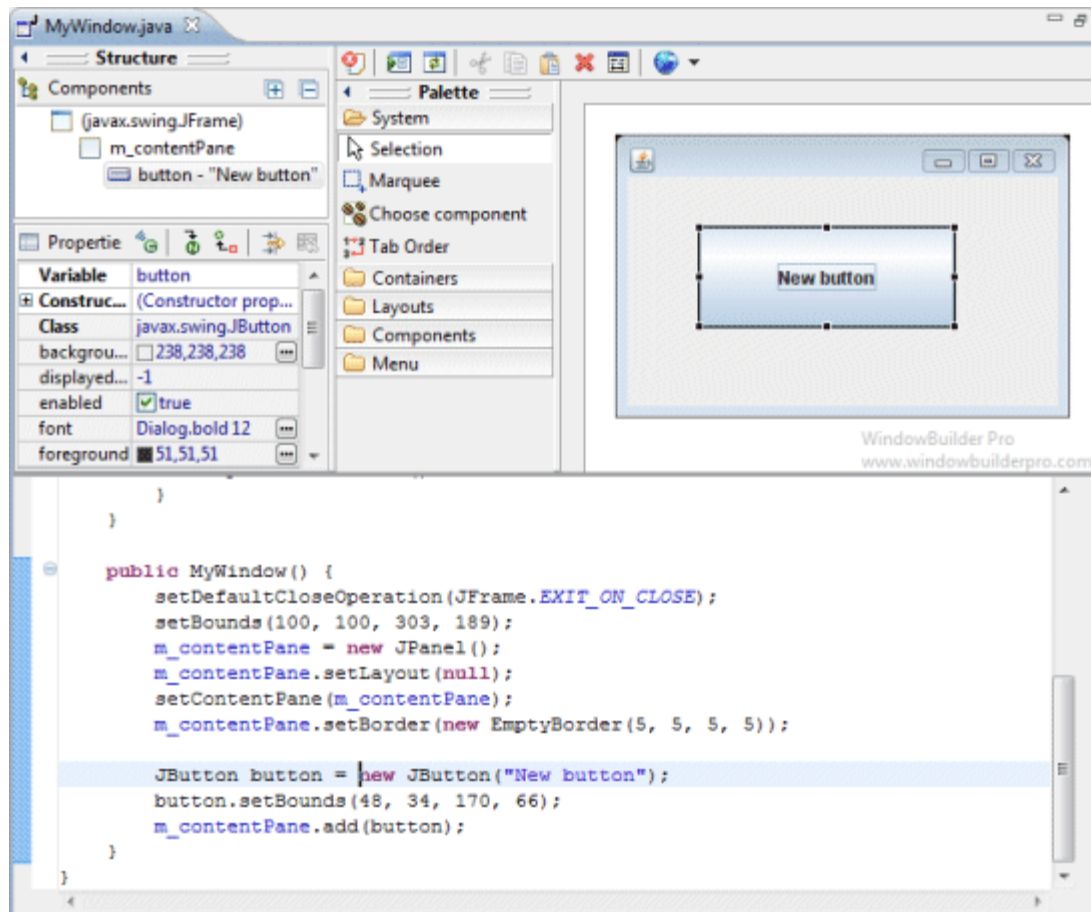 MyWindow.java
Structure
Components
(javax.swing.JFrame)
m_contentPane
button - "New button"
Propertie
Variable button
Construc... (Constructor prop...
Class javax.swing.JButton
backgrou... 238,238,238
displayed... -1
enabled true
font Dialog.bold 12
foreground 51,51,51
Palette
System
Selection
Marquee
Choose component
Tab Order
Containers
Layouts
Components
Menu
New button
WindowBuilder Pro
www.windowbuilderpro.com
}
}
public MyWindow() {
setDefaultCloseOperation(JFrame.EXIT_ON_CLOSE);
setBounds(100, 100, 303, 189);
m_contentPane = new JPanel();
m_contentPane.setLayout(null);
setContentPane(m_contentPane);
m_contentPane.setBorder(new EmptyBorder(5, 5, 5, 5));
JButton button = new JButton("New button");
button.setBounds(48, 34, 170, 66);
m_contentPane.add(button);
}
}